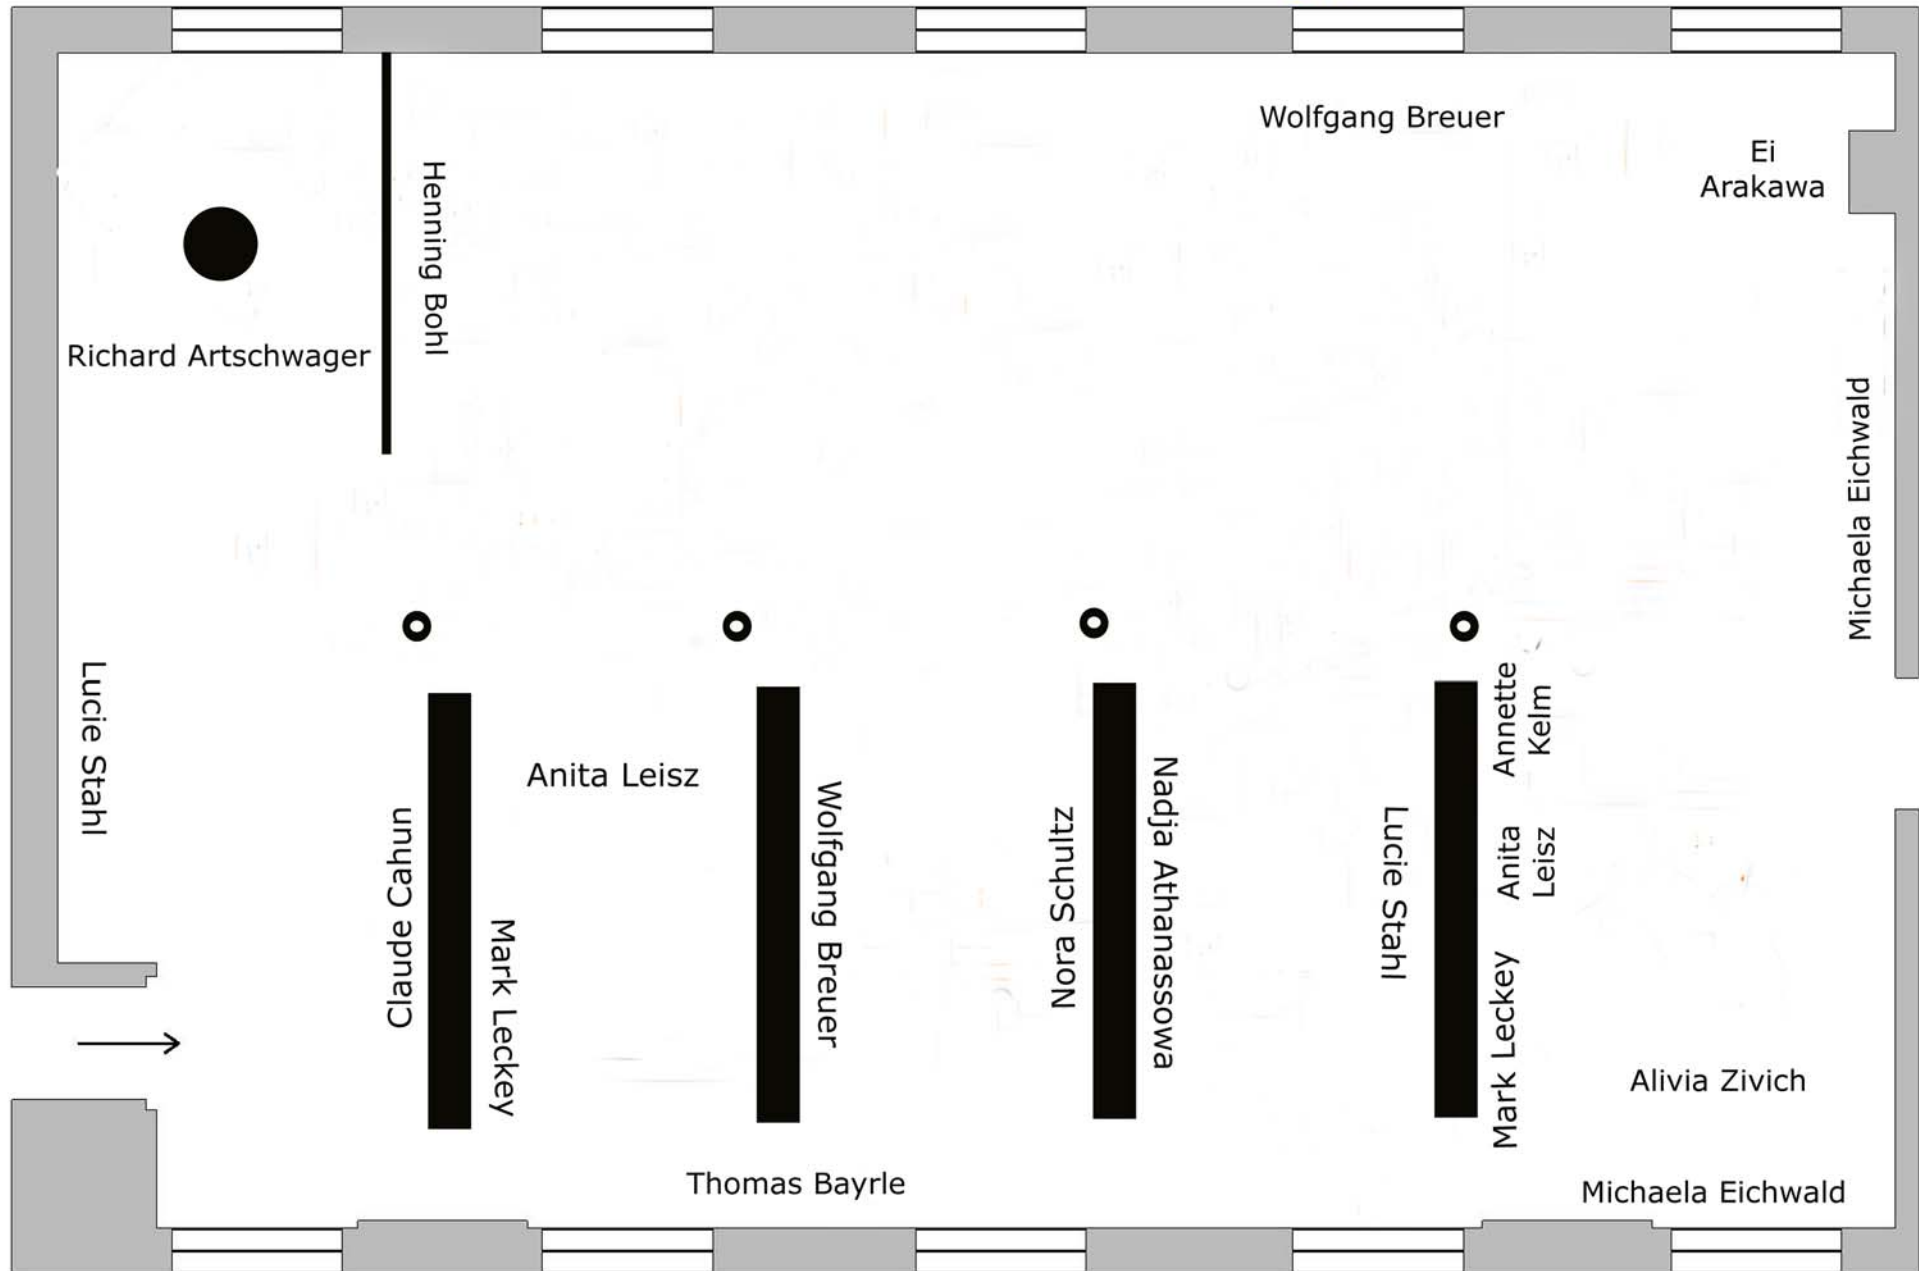 Wolfgang Breuer
Ei
Arakawa
Henning Bohl
Richard Artschwager
Michaela Eichwald
Lucie Stahl
Annette
Kelm
Anita Leisz
Claude Cahun
Mark Leckey
Wolfgang Breuer
Nora Schultz
Nadja Athanassowa
Lucie Stahl
Anita
Leisz
Mark Leckey
Alivia Zivich
Thomas Bayrle
Michaela Eichwald